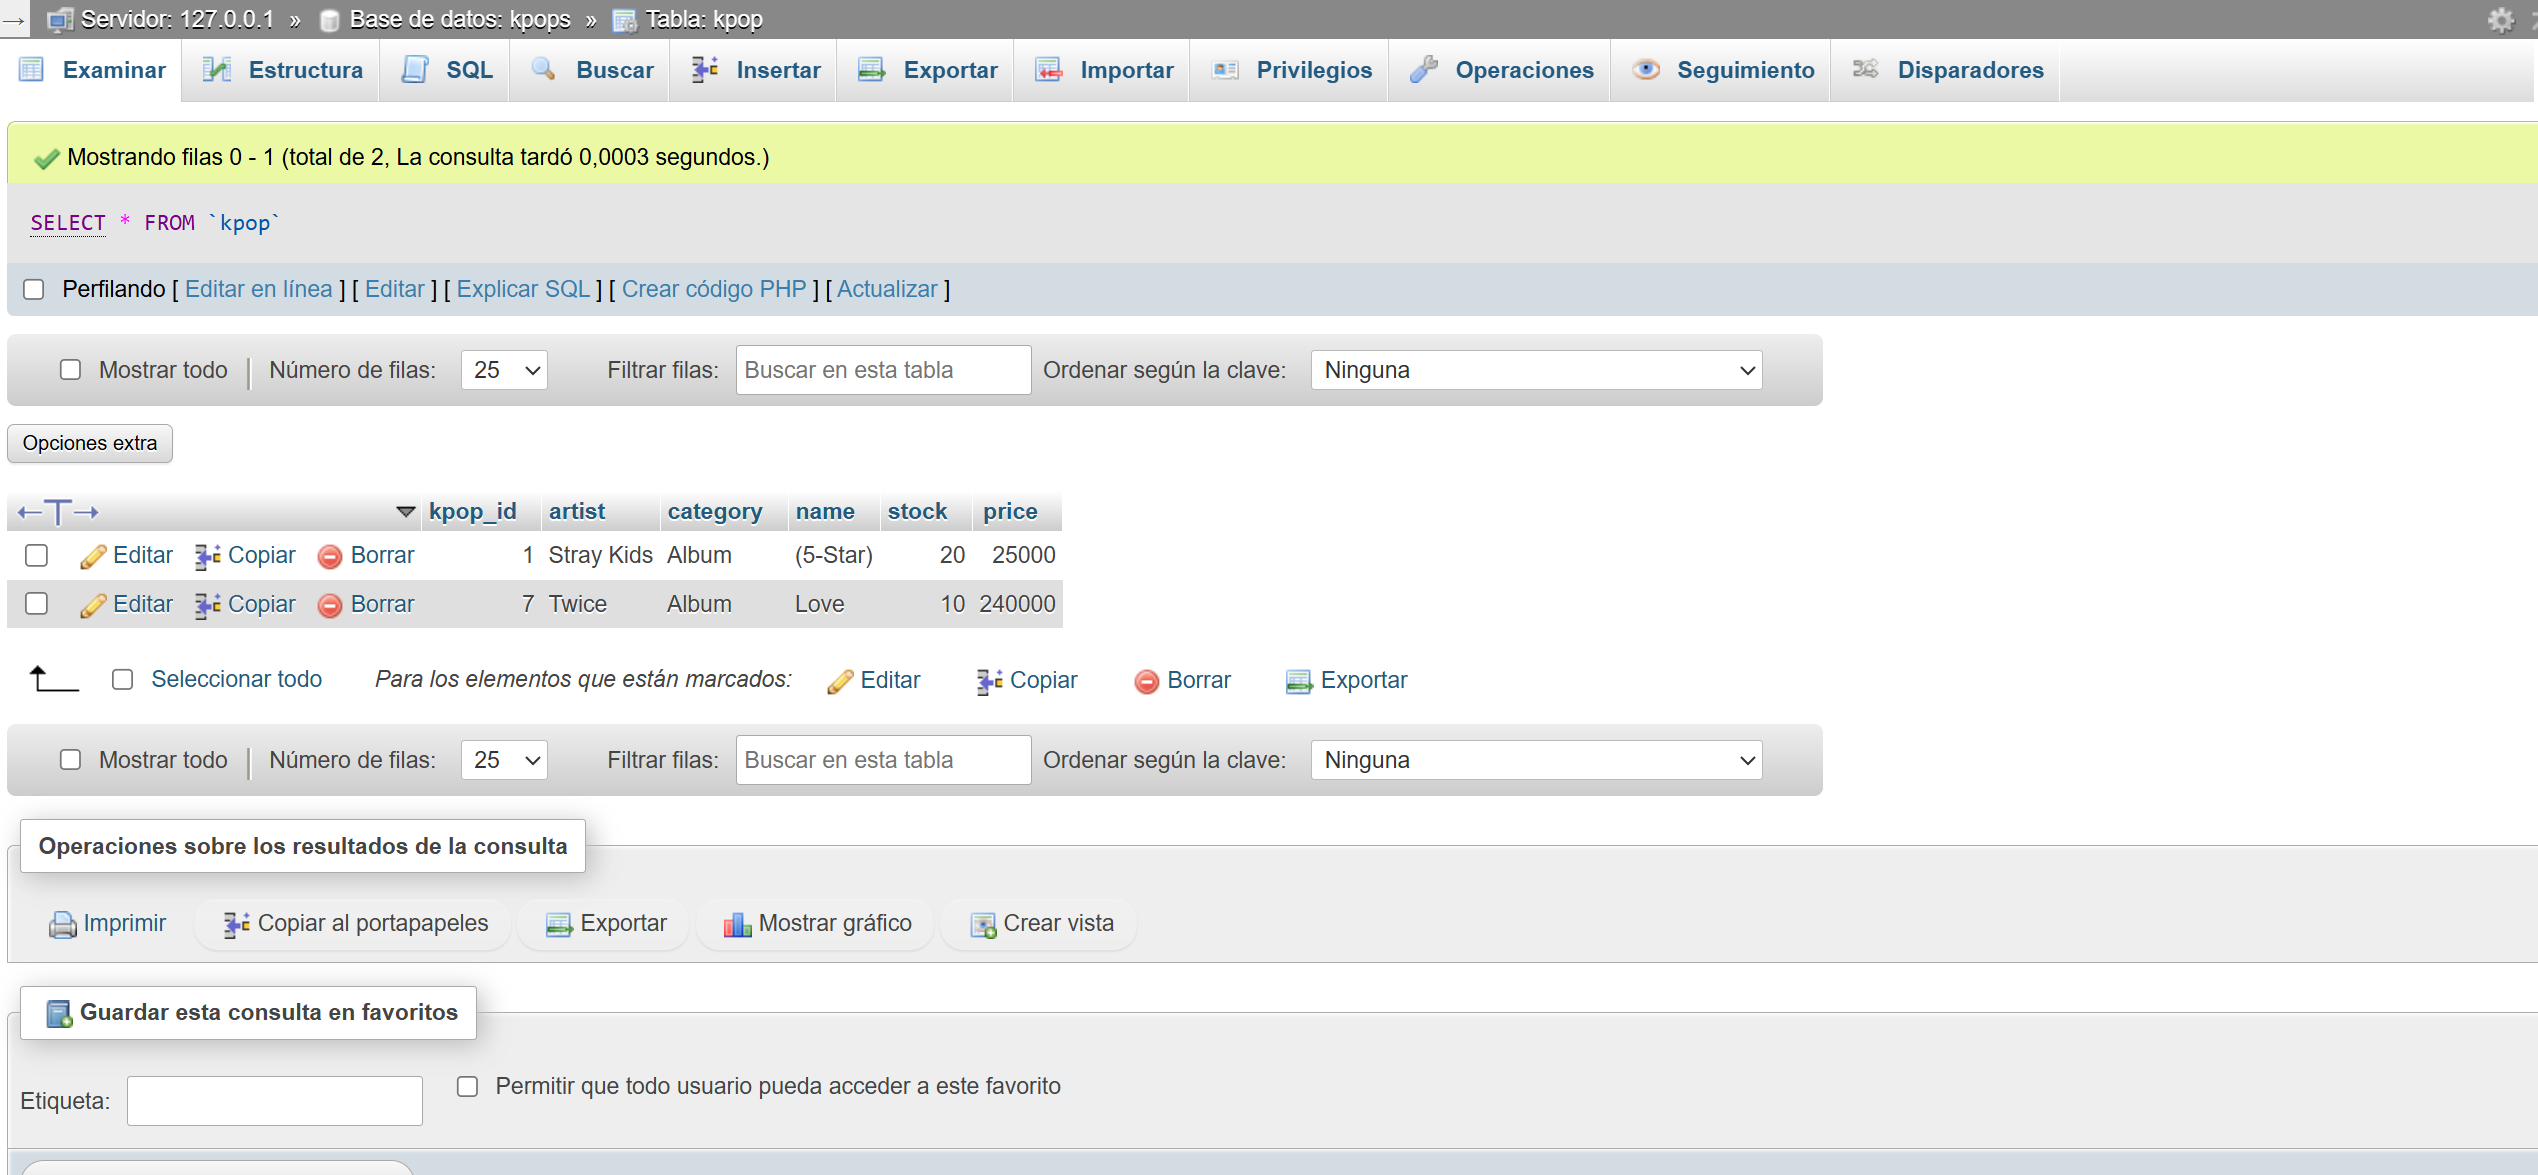 Servidor: 127.0.0.1 » Base de datos: kpops » Tabla: kpop
Examinar Estructura SQL Buscar Insertar Exportar Importar Privilegios Operaciones Seguimiento Disparadores
Mostrando filas 0 - 1 (total de 2, La consulta tardó 0,0003 segundos.)
SELECT * FROM `kpop`
Perfilando [ Editar en línea ] [ Editar ] [ Explicar SQL ] [ Crear código PHP ] [ Actualizar ]
Mostrar todo Número de filas: 25 Filtrar filas: Buscar en esta tabla Ordenar según la clave: Ninguna
Opciones extra
kpop_id artist category name stock price
Editar Copiar Borrar 1 Stray Kids Album (5-Star) 20 25000
Editar Copiar Borrar 7 Twice Album Love 10 240000
Seleccionar todo Para los elementos que están marcados: Editar Copiar Borrar Exportar
Mostrar todo Número de filas: 25 Filtrar filas: Buscar en esta tabla Ordenar según la clave: Ninguna
Operaciones sobre los resultados de la consulta
Imprimir Copiar al portapapeles Exportar Mostrar gráfico Crear vista
Guardar esta consulta en favoritos
Etiqueta: Permitir que todo usuario pueda acceder a este favorito